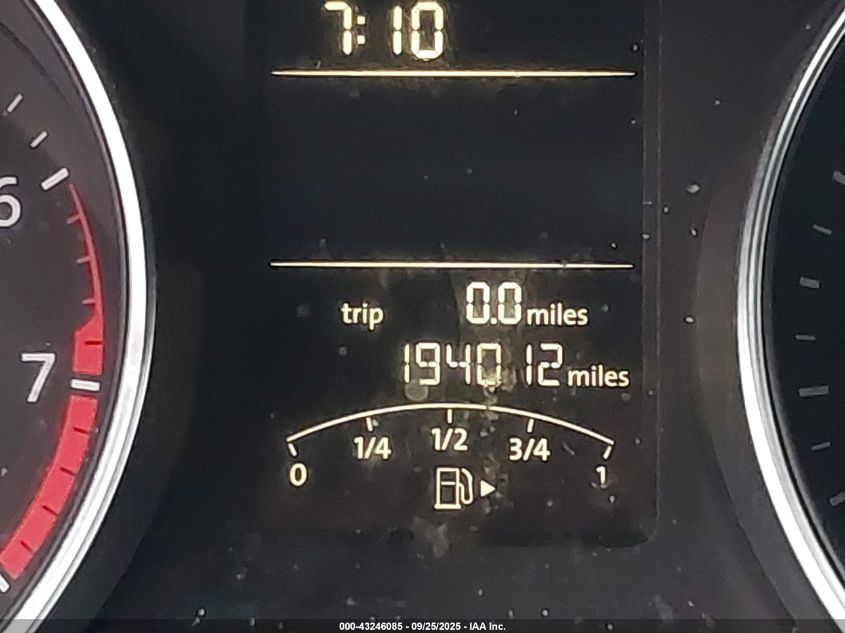 7:10
6
trip 0.0 miles
194012 miles
7
0 1/4 1/2 3/4 1
000-43246085 - 09/25/2025 - IAA Inc.